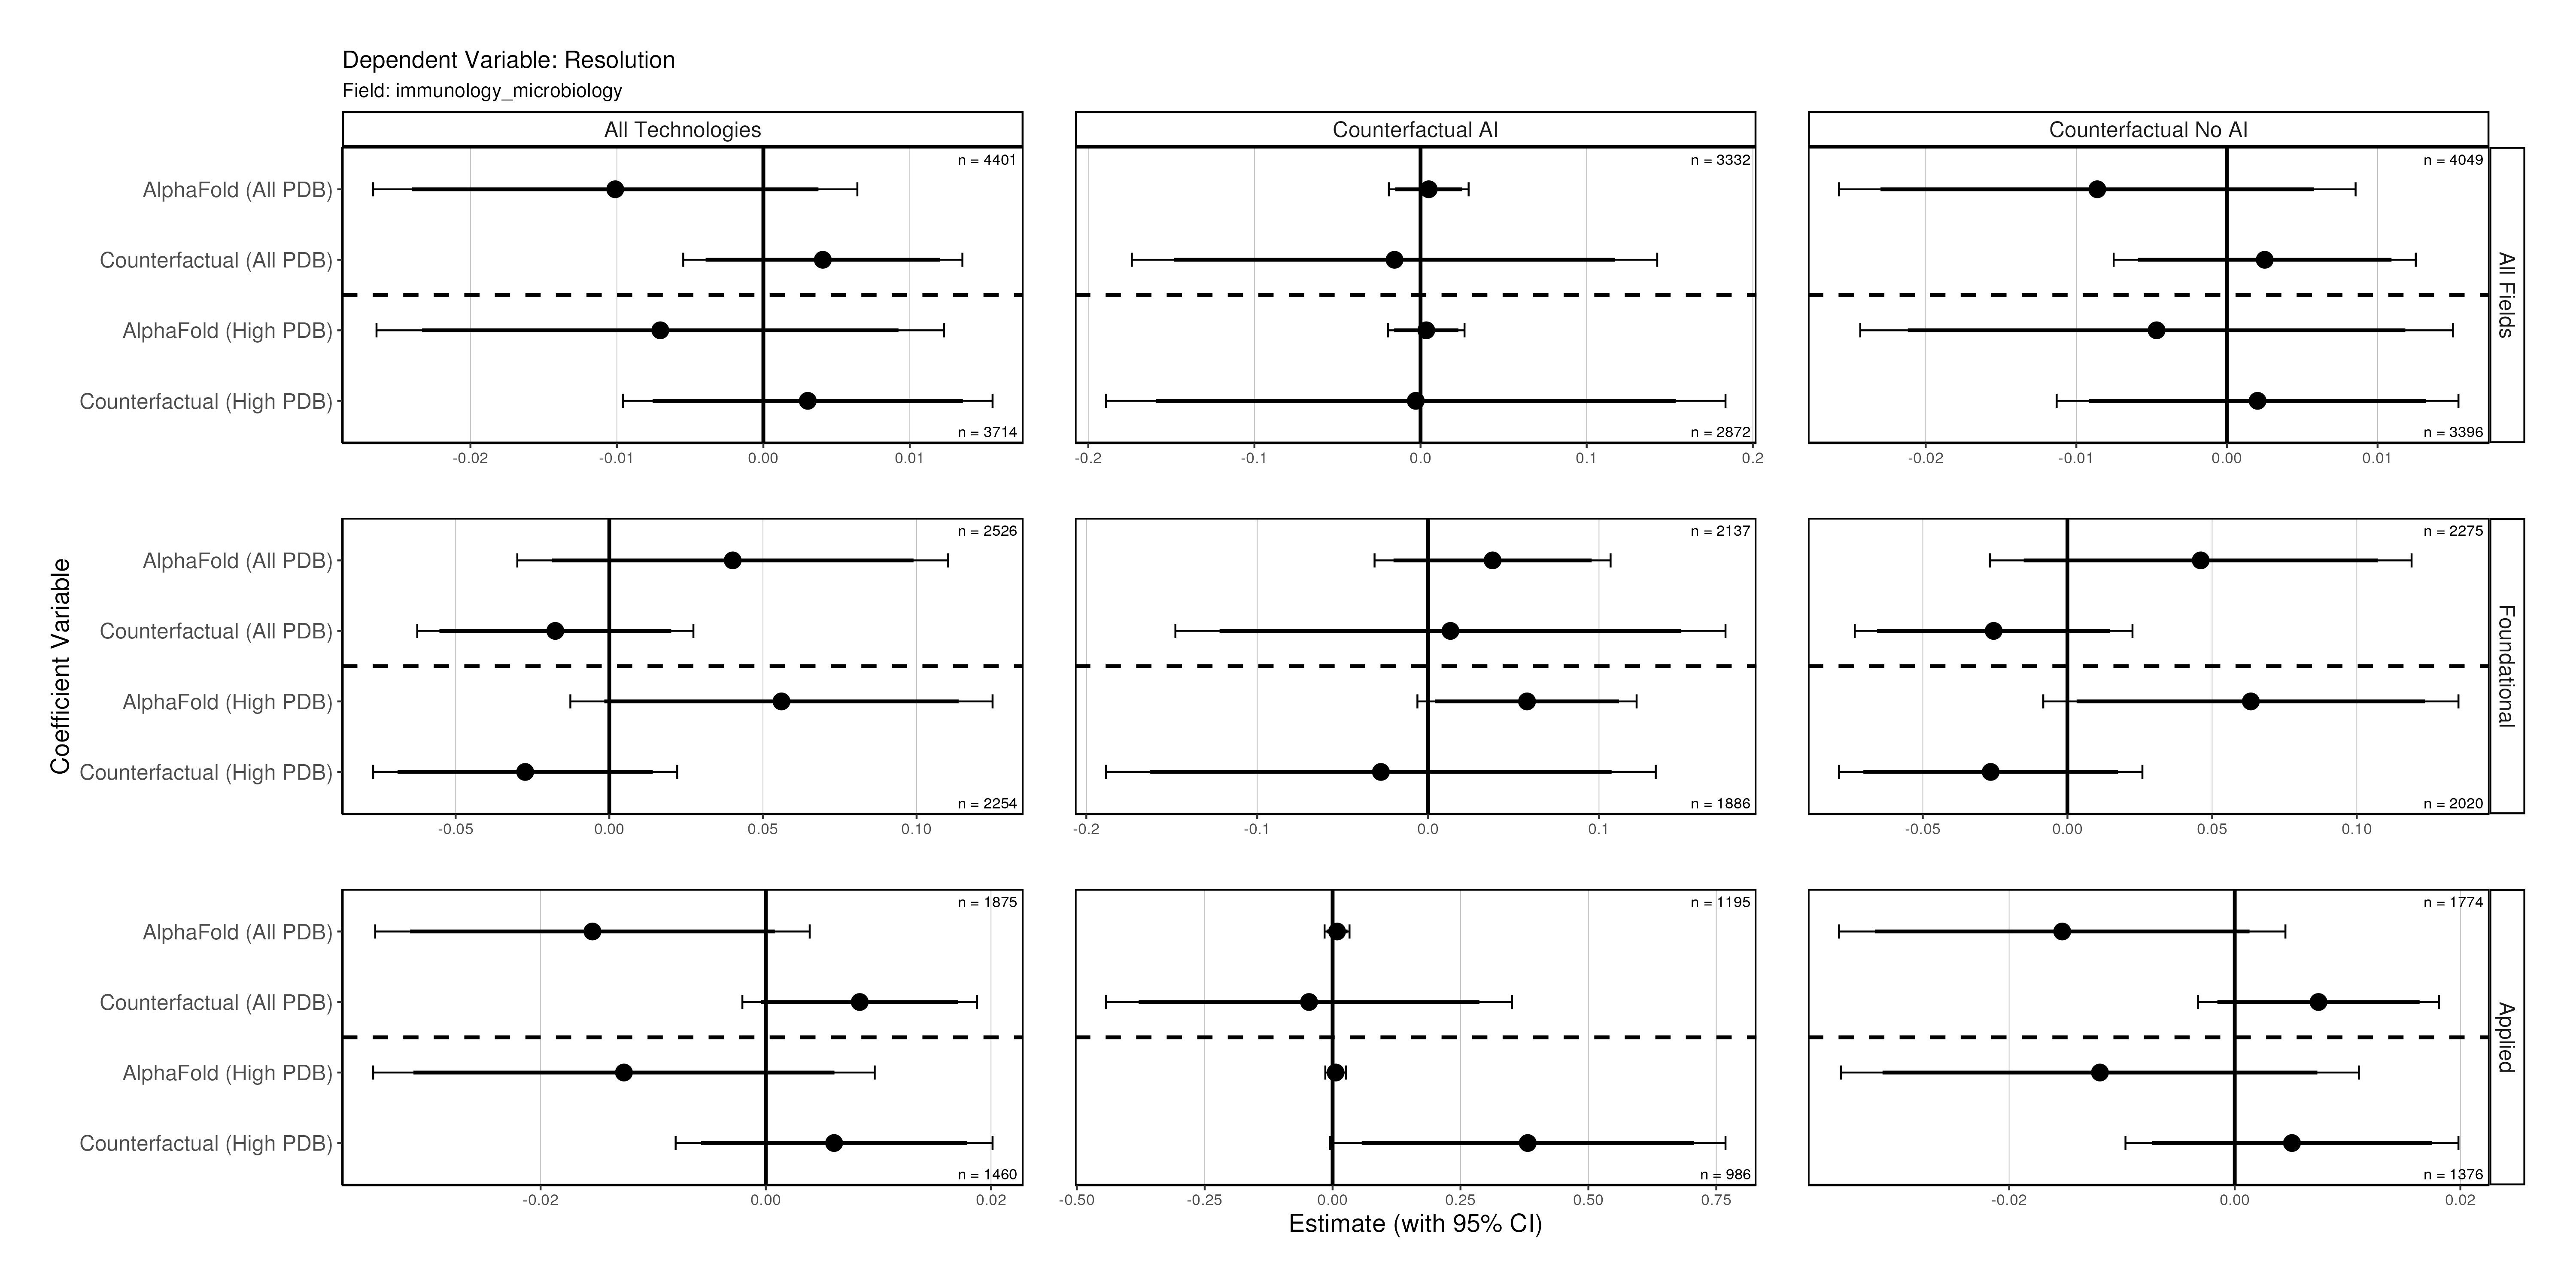 Dependent Variable: Resolution
Field: immunology_microbiology
All Technologies
Counterfactual AI
Counterfactual No AI
AlphaFold (All PDB)
Counterfactual (All PDB)
AlphaFold (High PDB)
Counterfactual (High PDB)
n = 4401
n = 3714
-0.02 -0.01 0.00 0.01
n = 3332
n = 2872
-0.2 -0.1 0.0 0.1 0.2
n = 4049
n = 3396
-0.02 -0.01 0.00 0.01
All Fields
Coefficient Variable
AlphaFold (All PDB)
Counterfactual (All PDB)
AlphaFold (High PDB)
Counterfactual (High PDB)
n = 2526
n = 2254
-0.05 0.00 0.05 0.10
n = 2137
n = 1886
-0.2 -0.1 0.0 0.1
n = 2275
n = 2020
-0.05 0.00 0.05 0.10
Foundational
AlphaFold (All PDB)
Counterfactual (All PDB)
AlphaFold (High PDB)
Counterfactual (High PDB)
n = 1875
n = 1460
-0.02 0.00 0.02
n = 1195
n = 986
-0.50 -0.25 0.00 0.25 0.50 0.75
n = 1774
n = 1376
-0.02 0.00 0.02
Applied
Estimate (with 95% CI)